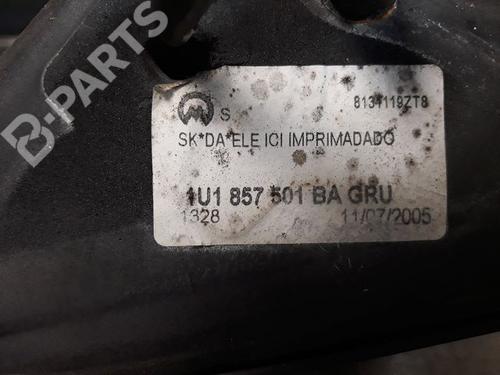 B-PARTS
S
8131119ZT8
SK*DA*ELE ICI IMPRIMADADO
1U1 857 501 BA GRU
1328 11/07/2005